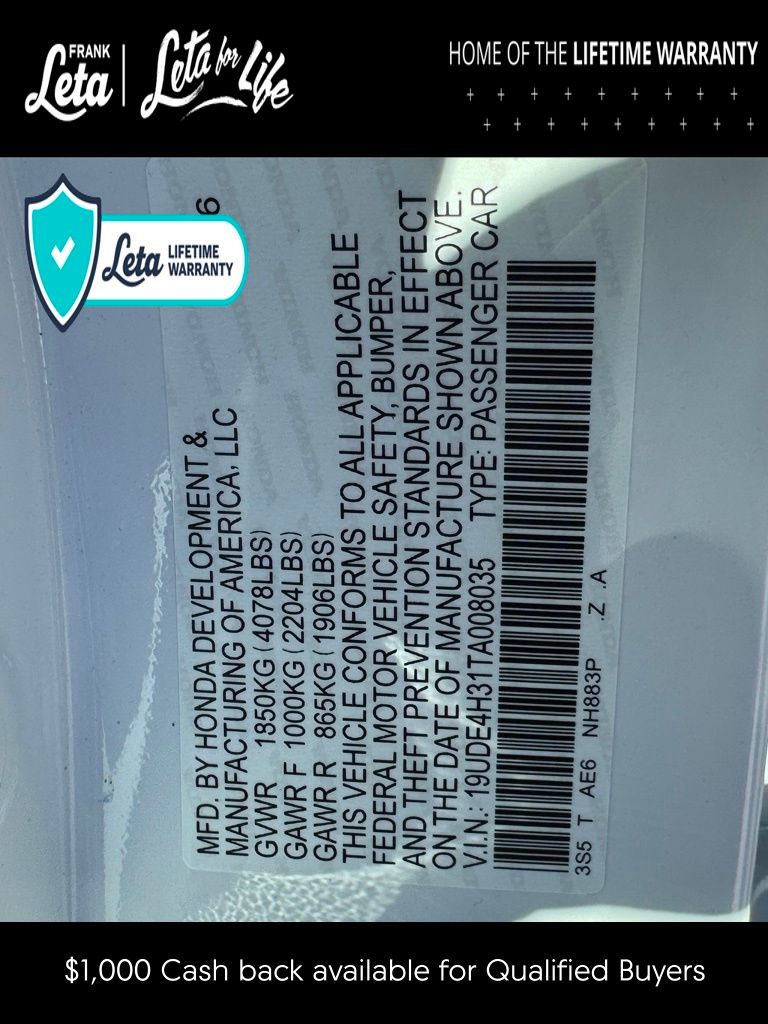 FRANK
Leta
Leta for Life
HOME OF THE LIFETIME WARRANTY
Leta LIFETIME
WARRANTY
6
MFD. BY HONDA DEVELOPMENT &
MANUFACTURING OF AMERICA, LLC
GVWR 1850KG (4078LBS)
GAWR F 1000KG (2204LBS)
GAWR R 865KG (1906LBS)
THIS VEHICLE CONFORMS TO ALL APPLICABLE
FEDERAL MOTOR VEHICLE SAFETY, BUMPER,
AND THEFT PREVENTION STANDARDS IN EFFECT
ON THE DATE OF MANUFACTURE SHOWN ABOVE.
V.I.N.: 19UDE4H31TA008035 TYPE: PASSENGER CAR
3S5 T AE6 NH883P .Z .A
$1,000 Cash back available for Qualified Buyers